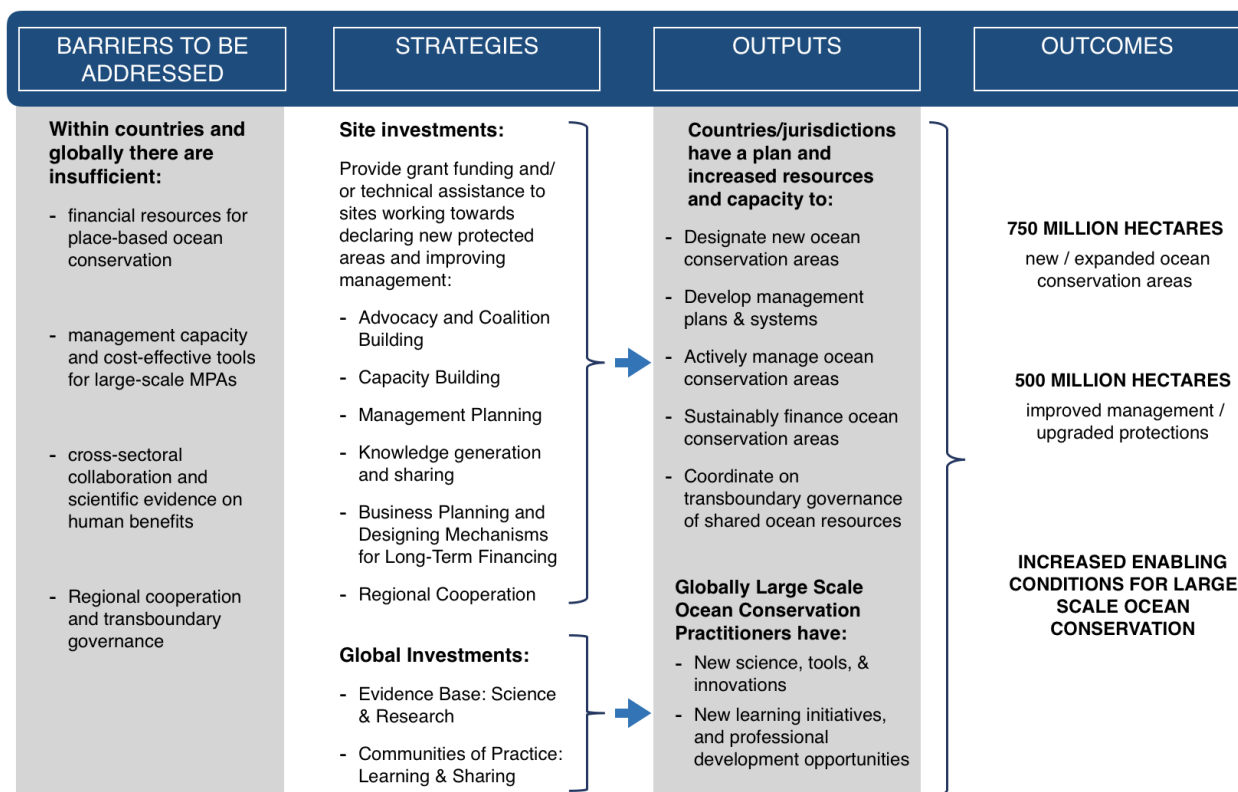 BARRIERS TO BE
ADDRESSED
STRATEGIES
OUTPUTS
OUTCOMES
Within countries and
globally there are
insufficient:
- financial resources for
place-based ocean
conservation
- management capacity
and cost-effective tools
for large-scale MPAs
- cross-sectoral
collaboration and
scientific evidence on
human benefits
- Regional cooperation
and transboundary
governance
Site investments:
Provide grant funding and/
or technical assistance to
sites working towards
declaring new protected
areas and improving
management:
- Advocacy and Coalition
Building
- Capacity Building
- Management Planning
- Knowledge generation
and sharing
- Business Planning and
Designing Mechanisms
for Long-Term Financing
- Regional Cooperation
Global Investments:
- Evidence Base: Science
& Research
- Communities of Practice:
Learning & Sharing
Countries/jurisdictions
have a plan and
increased resources
and capacity to:
- Designate new ocean
conservation areas
- Develop management
plans & systems
- Actively manage ocean
conservation areas
- Sustainably finance ocean
conservation areas
- Coordinate on
transboundary governance
of shared ocean resources
Globally Large Scale
Ocean Conservation
Practitioners have:
- New science, tools, &
innovations
- New learning initiatives,
and professional
development opportunities
750 MILLION HECTARES
new / expanded ocean
conservation areas
500 MILLION HECTARES
improved management /
upgraded protections
INCREASED ENABLING
CONDITIONS FOR LARGE
SCALE OCEAN
CONSERVATION